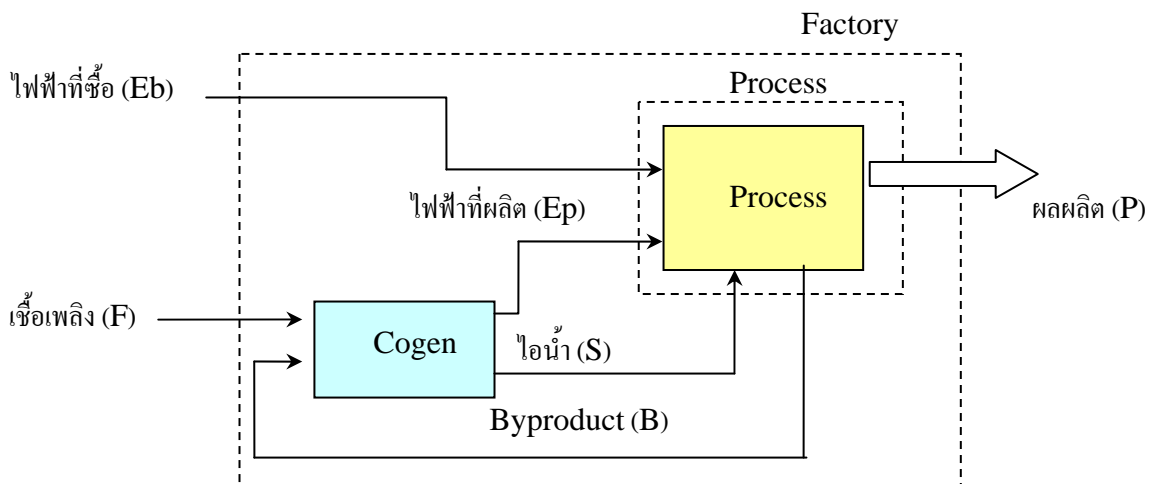 Factory
ไฟฟ้าที่ซื้อ (Eb)
Process
Process
ไฟฟ้าที่ผลิต (Ep)
ผลผลิต (P)
เชื้อเพลิง (F)
Cogen
ไอน้ำ (S)
Byproduct (B)